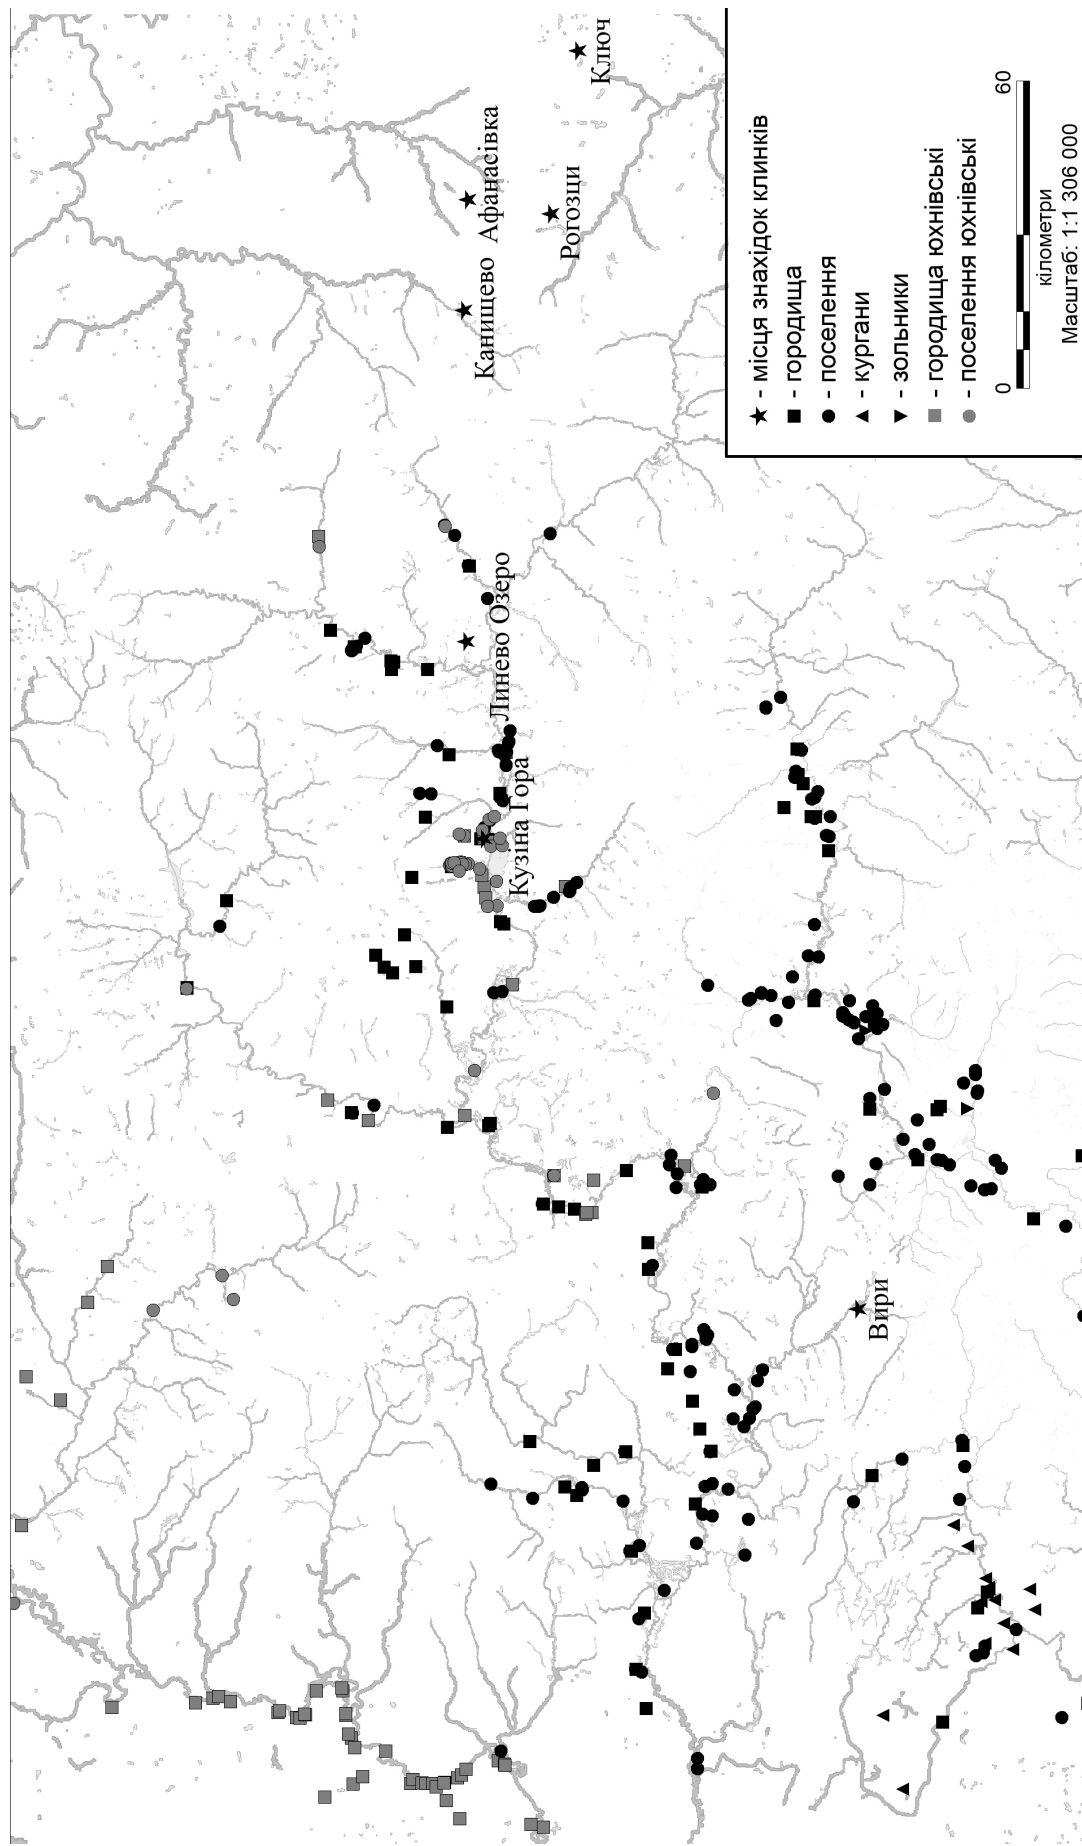 Ключ
Афанасівка
Рогозци
Канищево
Линево Озеро
Кузіна Гора
Вири
- місця знахідок клинків
- городища
- поселення
- кургани
- зольники
- городища юхнівські
- поселення юхнівські
0 60
кілометри
Масштаб: 1:1 306 000